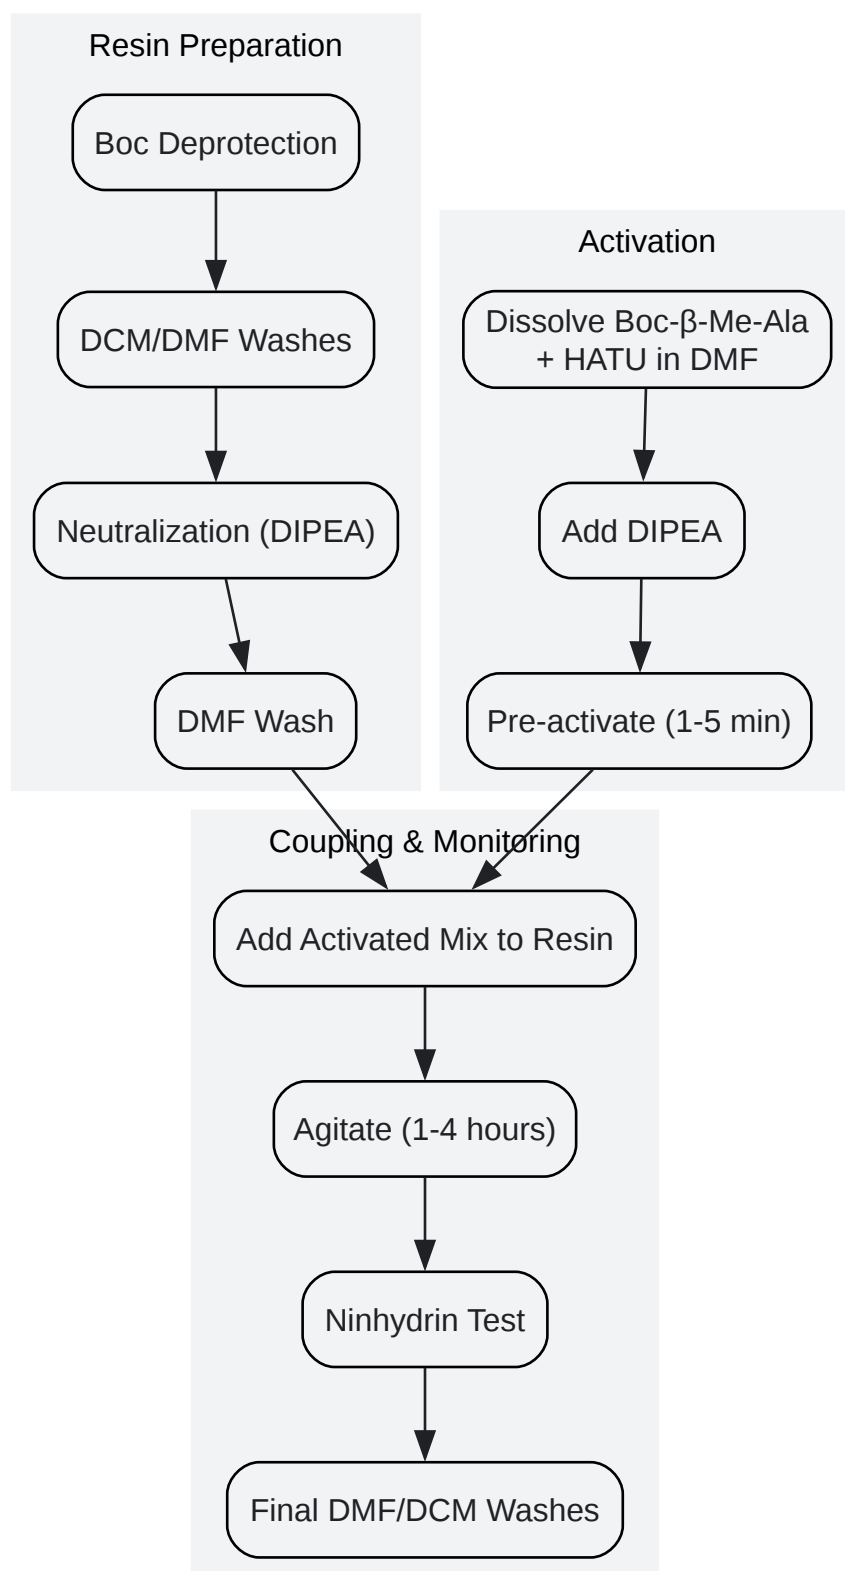 Resin Preparation
Boc Deprotection
DCM/DMF Washes
Neutralization (DIPEA)
DMF Wash
Activation
Dissolve Boc-β-Me-Ala
+ HATU in DMF
Add DIPEA
Pre-activate (1-5 min)
Coupling & Monitoring
Add Activated Mix to Resin
Agitate (1-4 hours)
Ninhydrin Test
Final DMF/DCM Washes